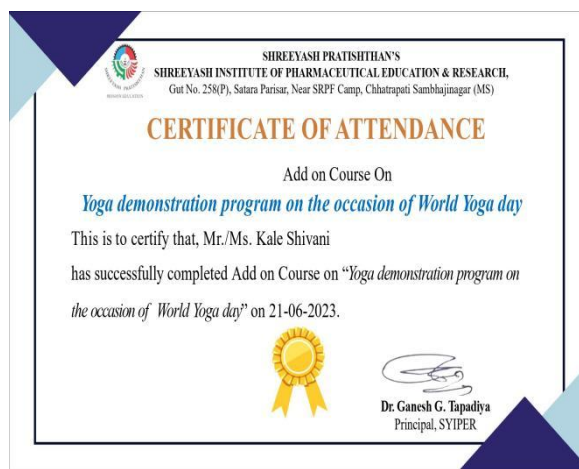 SHREEYASH PRATISHTHAN'S
SHREEYASH INSTITUTE OF PHARMACEUTICAL EDUCATION & RESEARCH,
Gut No. 258(P), Satara Parisar, Near SRPF Camp, Chhatrapati Sambhajinagar (MS)
CERTIFICATE OF ATTENDANCE
Add on Course On
Yoga demonstration program on the occasion of World Yoga day
This is to certify that, Mr./Ms. Kale Shivani
has successfully completed Add on Course on “Yoga demonstration program on
the occasion of World Yoga day” on 21-06-2023.
Dr. Ganesh G. Tapadiya
Principal, SYIPER